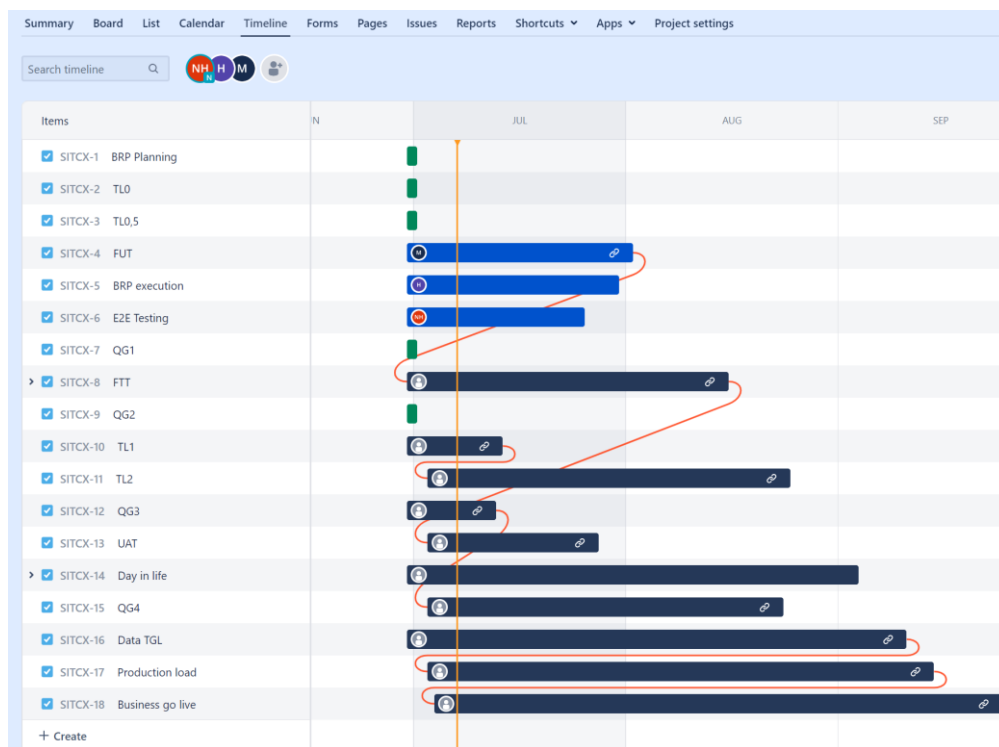 Summary Board List Calendar Timeline Forms Pages Issues Reports Shortcuts Apps Project settings
Search timeline NH N H M
Items N JUL AUG SEP
SITCX-1 BRP Planning
SITCX-2 TL0
SITCX-3 TL0,5
SITCX-4 FUT M
SITCX-5 BRP execution H
SITCX-6 E2E Testing NH
SITCX-7 QG1
SITCX-8 FTT
SITCX-9 QG2
SITCX-10 TL1
SITCX-11 TL2
SITCX-12 QG3
SITCX-13 UAT
SITCX-14 Day in life
SITCX-15 QG4
SITCX-16 Data TGL
SITCX-17 Production load
SITCX-18 Business go live
+ Create